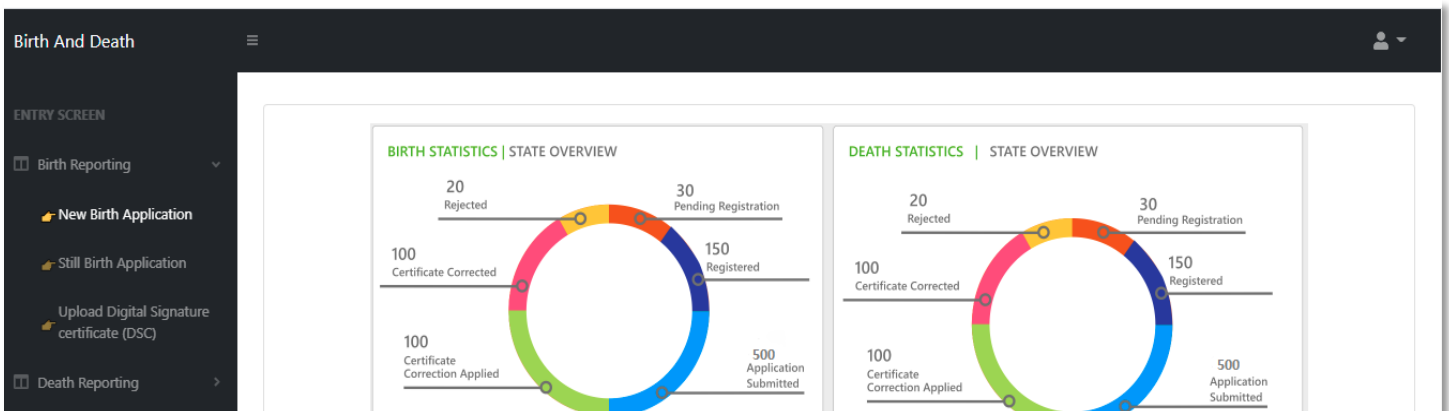 Birth And Death
ENTRY SCREEN
Birth Reporting
New Birth Application
Still Birth Application
Upload Digital Signature
certificate (DSC)
Death Reporting
BIRTH STATISTICS | STATE OVERVIEW
20
Rejected
30
Pending Registration
100
Certificate Corrected
150
Registered
100
Certificate
Correction Applied
500
Application
Submitted
DEATH STATISTICS | STATE OVERVIEW
20
Rejected
30
Pending Registration
100
Certificate Corrected
150
Registered
100
Certificate
Correction Applied
500
Application
Submitted